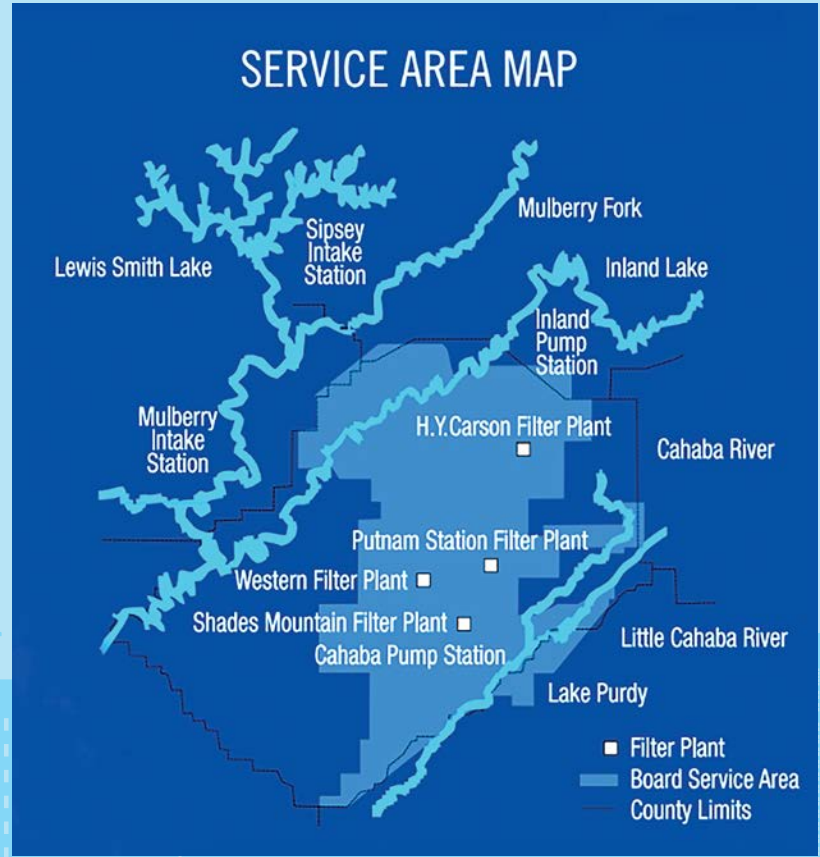 SERVICE AREA MAP
Mulberry Fork
Sipsey
Intake
Station
Lewis Smith Lake
Inland Lake
Inland
Pump
Station
Mulberry
Intake
Station
H.Y.Carson Filter Plant
Cahaba River
Putnam Station Filter Plant
Western Filter Plant
Shades Mountain Filter Plant
Cahaba Pump Station
Little Cahaba River
Lake Purdy
Filter Plant
Board Service Area
County Limits